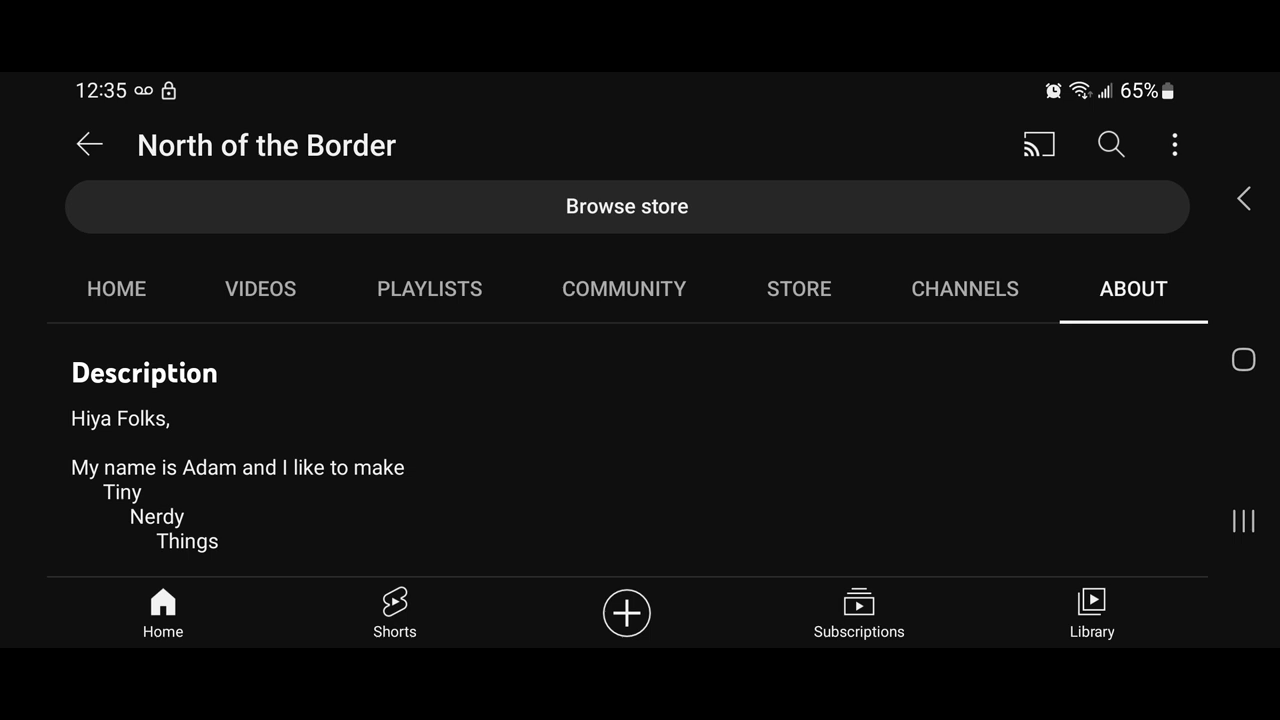 12:35 65%
North of the Border
Browse store
HOME VIDEOS PLAYLISTS COMMUNITY STORE CHANNELS ABOUT
Description
Hiya Folks,
My name is Adam and I like to make
Tiny
Nerdy
Things
Home Shorts Subscriptions Library